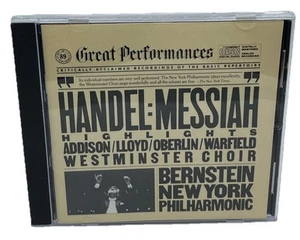 89
Great Performances
CRITICALLY-ACCLAIMED RECORDINGS OF THE BASIC REPERTOIRE
HANDEL: MESSIAH
HIGHLIGHTS
ADDISON/LLOYD/OBERLIN/WARFIELD
WESTMINSTER CHOIR
BERNSTEIN
NEW YORK
PHILHARMONIC